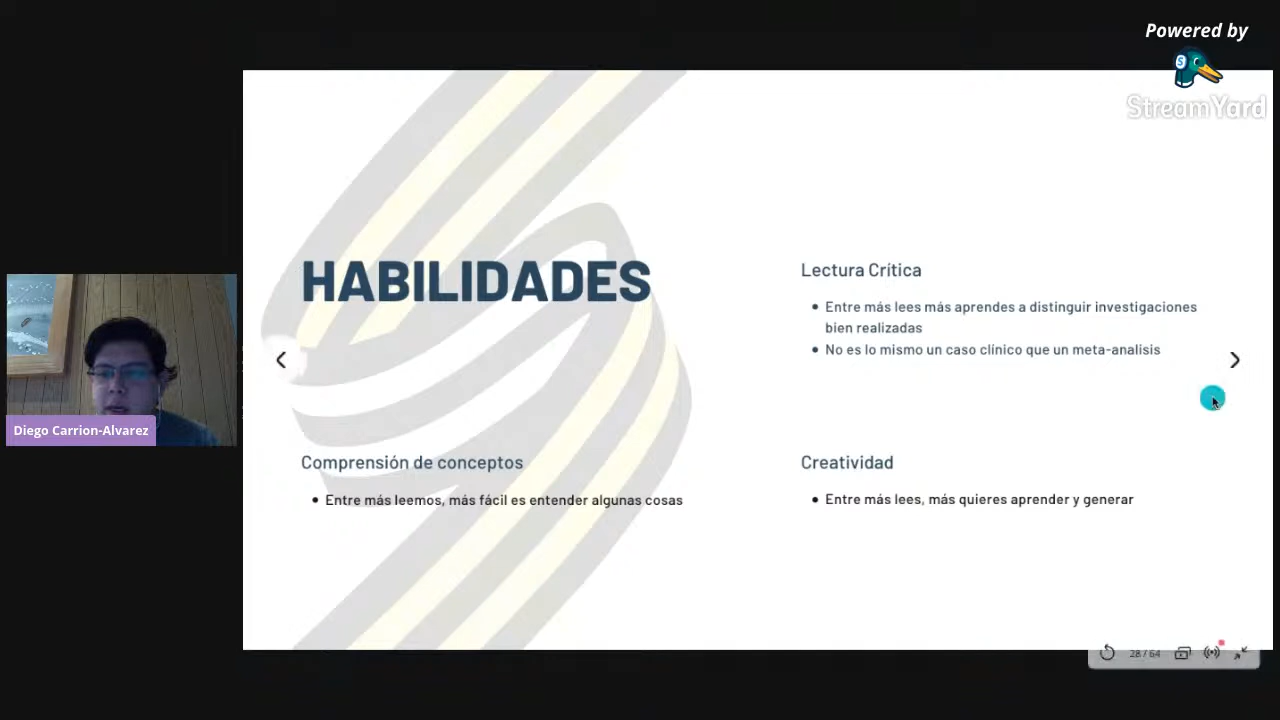 Powered by
StreamYard
HABILIDADES
Lectura Crítica
Entre más lees más aprendes a distinguir investigaciones
bien realizadas
No es lo mismo un caso clínico que un meta-analisis
Diego Carrion-Alvarez
Comprensión de conceptos
Entre más leemos, más fácil es entender algunas cosas
Creatividad
Entre más lees, más quieres aprender y generar
28 / 64